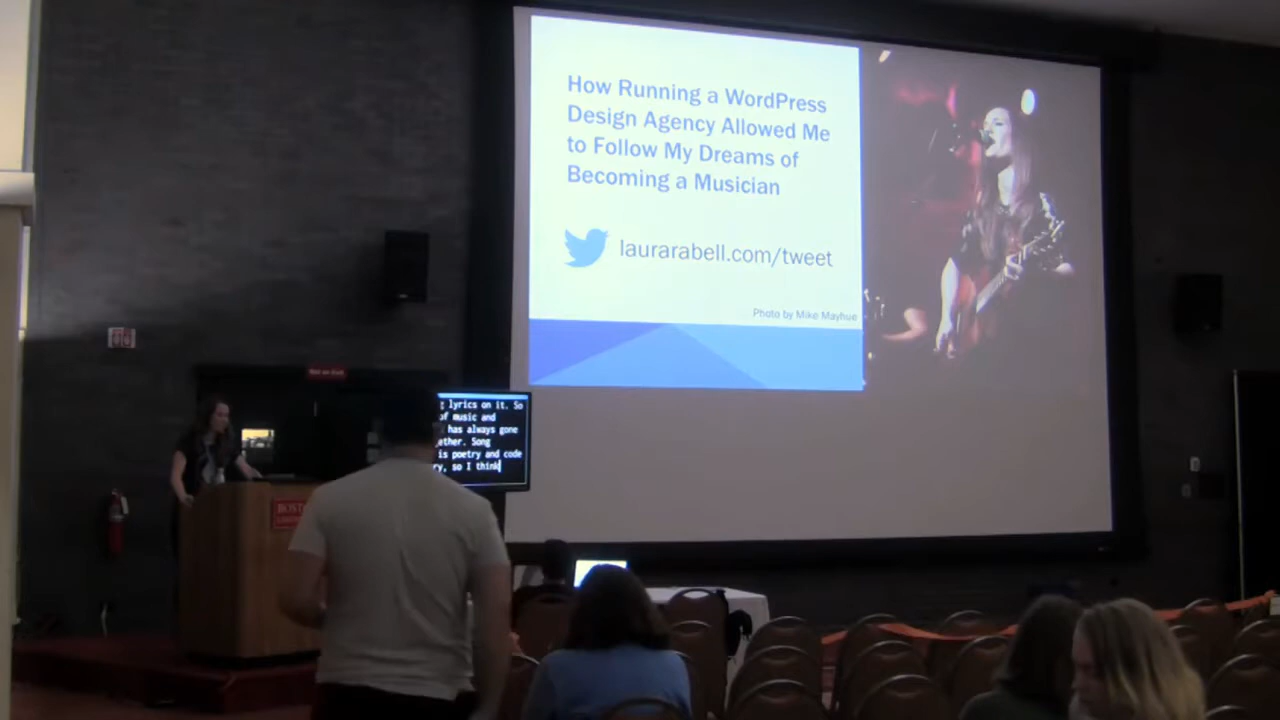 How Running a WordPress
Design Agency Allowed Me
to Follow My Dreams of
Becoming a Musician
laurarabell.com/tweet
Photo by Mike Mayhue
lyrics on it. So
of music and
has always gone
ether. Song
is poetry and code
ry, so I think
BOST